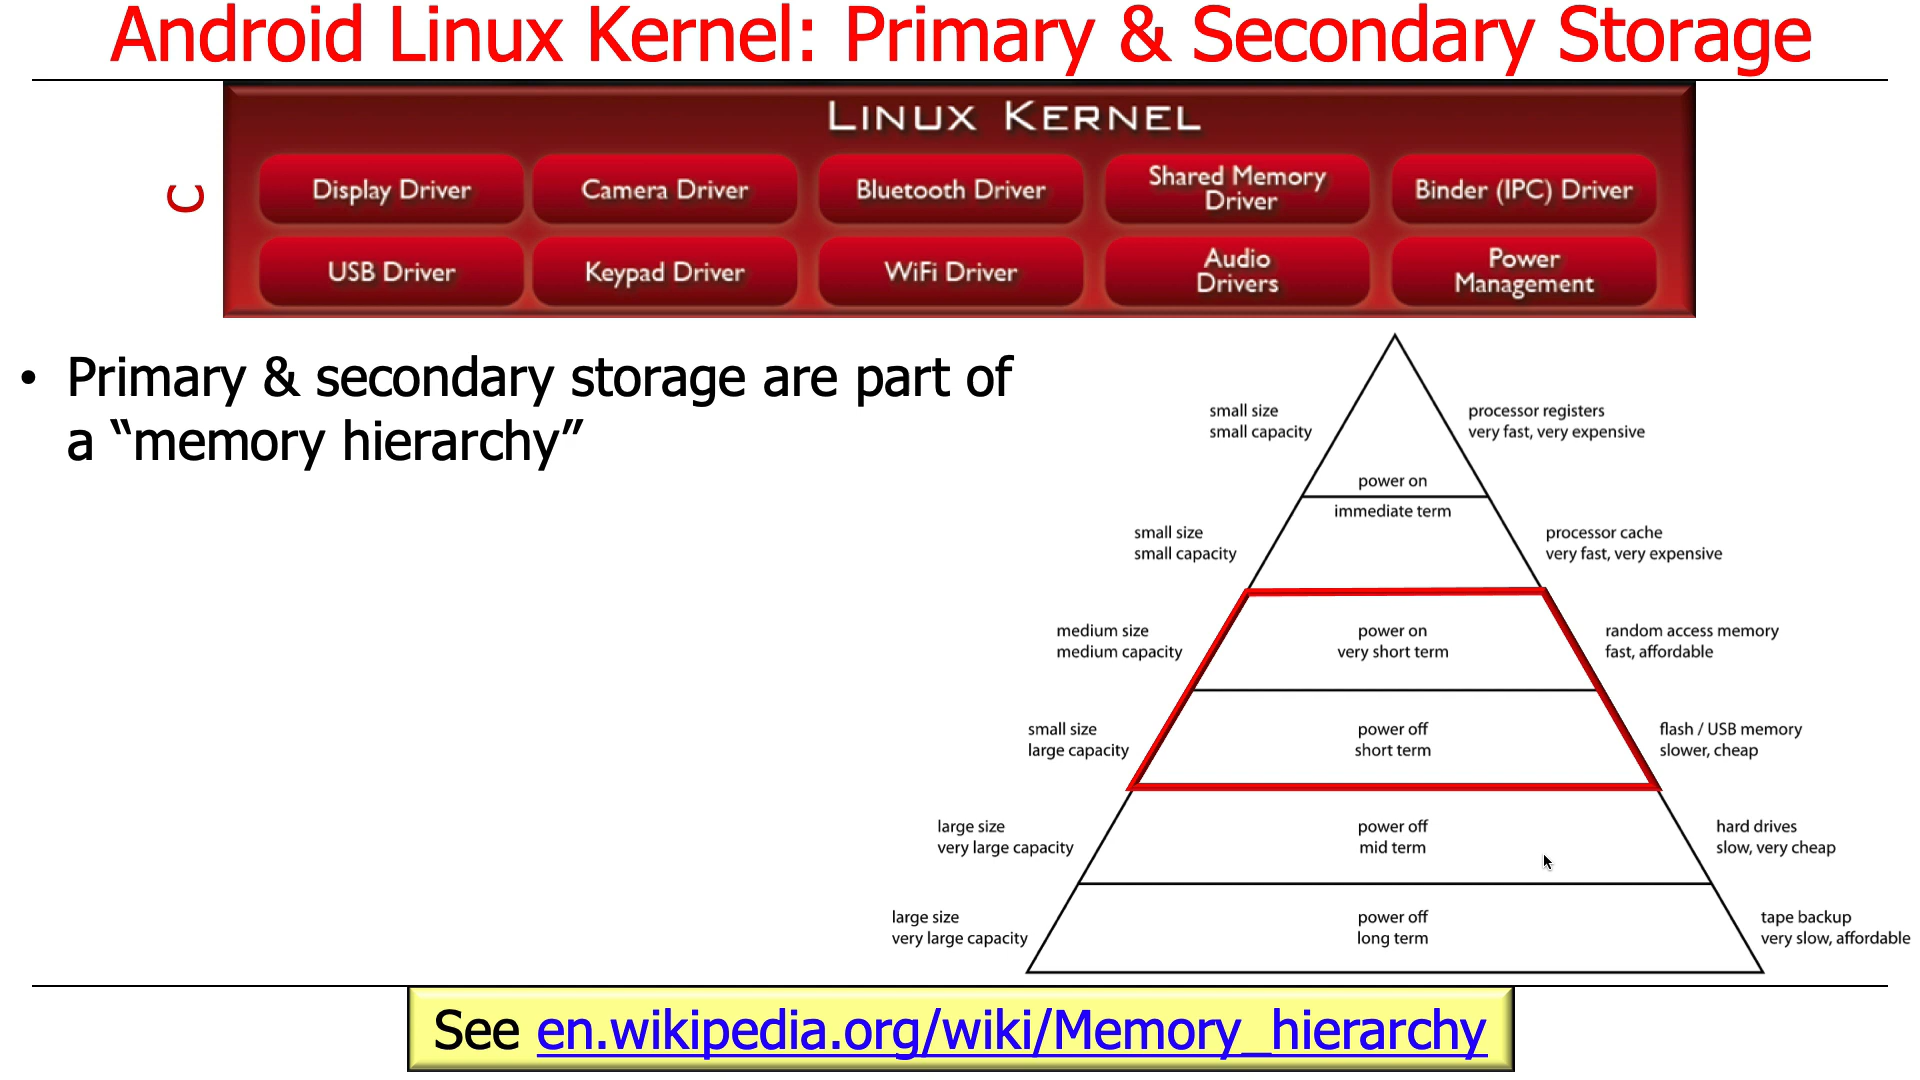 Android Linux Kernel: Primary & Secondary Storage
LINUX KERNEL
C
Display Driver
Camera Driver
Bluetooth Driver
Shared Memory
Driver
Binder (IPC) Driver
USB Driver
Keypad Driver
WiFi Driver
Audio
Drivers
Power
Management
• Primary & secondary storage are part of
a “memory hierarchy”
small size
small capacity
processor registers
very fast, very expensive
power on
immediate term
small size
small capacity
processor cache
very fast, very expensive
medium size
medium capacity
power on
very short term
random access memory
fast, affordable
small size
large capacity
power off
short term
flash / USB memory
slower, cheap
large size
very large capacity
power off
mid term
hard drives
slow, very cheap
large size
very large capacity
power off
long term
tape backup
very slow, affordable
See en.wikipedia.org/wiki/Memory_hierarchy